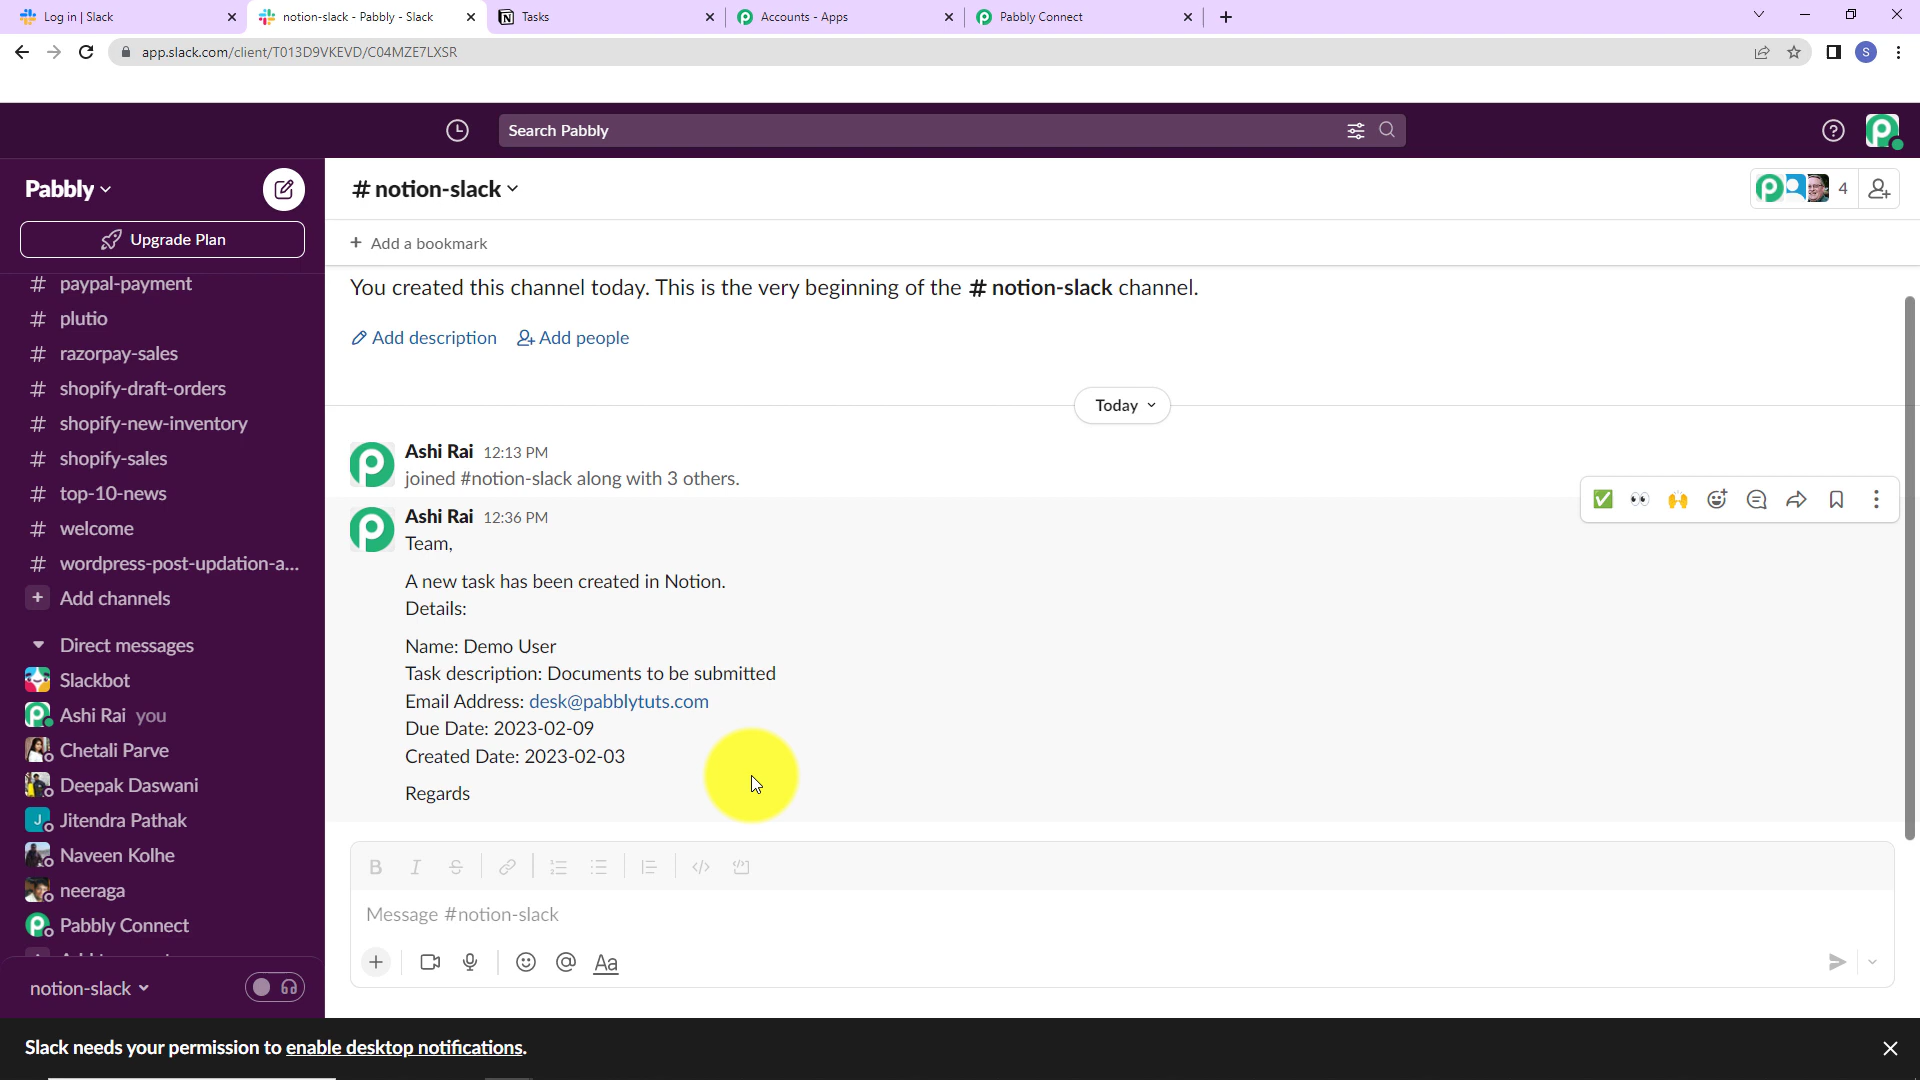 Log in | Slack
notion-slack - Pabbly - Slack
Tasks
Accounts - Apps
Pabbly Connect
app.slack.com/client/T013D9VKEVD/C04MZE7LXSR
S
Search Pabbly
Pabbly
Upgrade Plan
# paypal-payment
# plutio
# razorpay-sales
# shopify-draft-orders
# shopify-new-inventory
# shopify-sales
# top-10-news
# welcome
# wordpress-post-updation-a...
+ Add channels
Direct messages
Slackbot
Ashi Rai you
Chetali Parve
Deepak Daswani
J Jitendra Pathak
Naveen Kolhe
neeraga
Pabbly Connect
notion-slack
# notion-slack
4
+ Add a bookmark
You created this channel today. This is the very beginning of the # notion-slack channel.
Add description Add people
Today
Ashi Rai 12:13 PM
joined #notion-slack along with 3 others.
Ashi Rai 12:36 PM
Team,
A new task has been created in Notion.
Details:
Name: Demo User
Task description: Documents to be submitted
Email Address: desk@pabblytuts.com
Due Date: 2023-02-09
Created Date: 2023-02-03
Regards
B I S
Message #notion-slack
+ @ Aa
Slack needs your permission to enable desktop notifications.